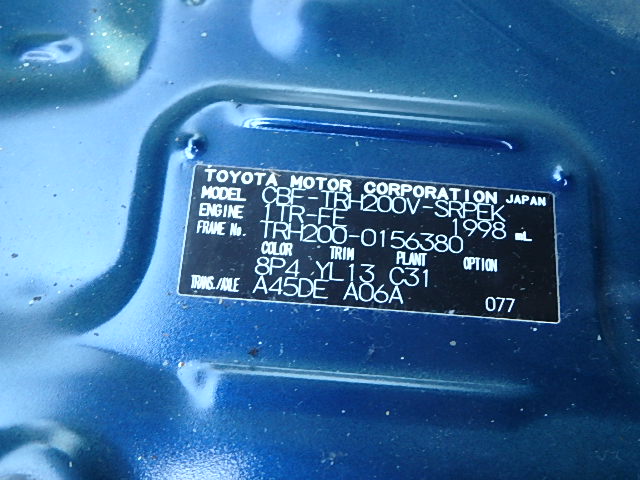 TOYOTA MOTOR CORPORATION JAPAN
MODEL CBF-TRH200V-SRPEK
ENGINE 1TR-FE 1998 mL
FRAME No. TRH200-0156380
COLOR TRIM PLANT OPTION
8P4 YL13 C31
TRANS./AXLE A45DE A06A 077